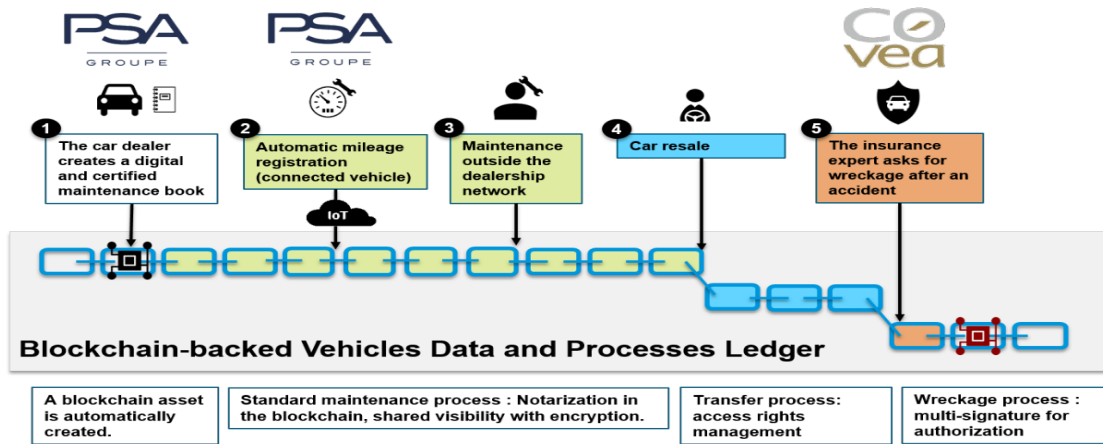 PSA
GROUPE
PSA
GROUPE
COvea
1
The car dealer
creates a digital
and certified
maintenance book
2
Automatic mileage
registration
(connected vehicle)
3
Maintenance
outside the
dealership
network
4
Car resale
5
The insurance
expert asks for
wreckage after an
accident
IoT
Blockchain-backed Vehicles Data and Processes Ledger
A blockchain asset
is automatically
created.
Standard maintenance process : Notarization in
the blockchain, shared visibility with encryption.
Transfer process:
access rights
management
Wreckage process :
multi-signature for
authorization